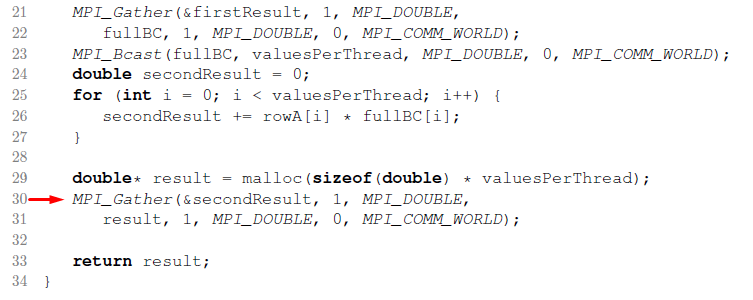 21 MPI_Gather(&firstResult, 1, MPI_DOUBLE,
22 fullBC, 1, MPI_DOUBLE, 0, MPI_COMM_WORLD);
23 MPI_Bcast(fullBC, valuesPerThread, MPI_DOUBLE, 0, MPI_COMM_WORLD);
24 double secondResult = 0;
25 for (int i = 0; i < valuesPerThread; i++) {
26 secondResult += rowA[i] * fullBC[i];
27 }
28
29 double* result = malloc(sizeof(double) * valuesPerThread);
30 MPI_Gather(&secondResult, 1, MPI_DOUBLE,
31 result, 1, MPI_DOUBLE, 0, MPI_COMM_WORLD);
32
33 return result;
34 }